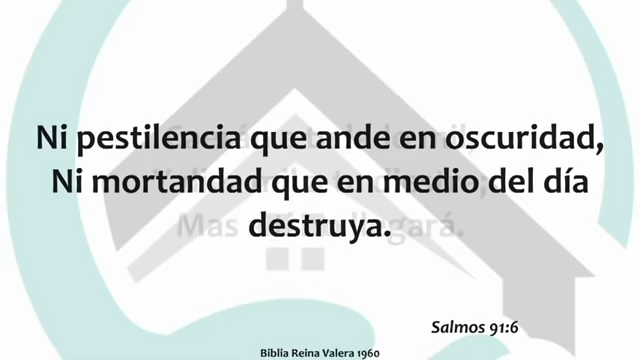 Ni pestilencia que ande en oscuridad,
Ni mortandad que en medio del día
destruya.
Salmos 91:6
Biblia Reina Valera 1960